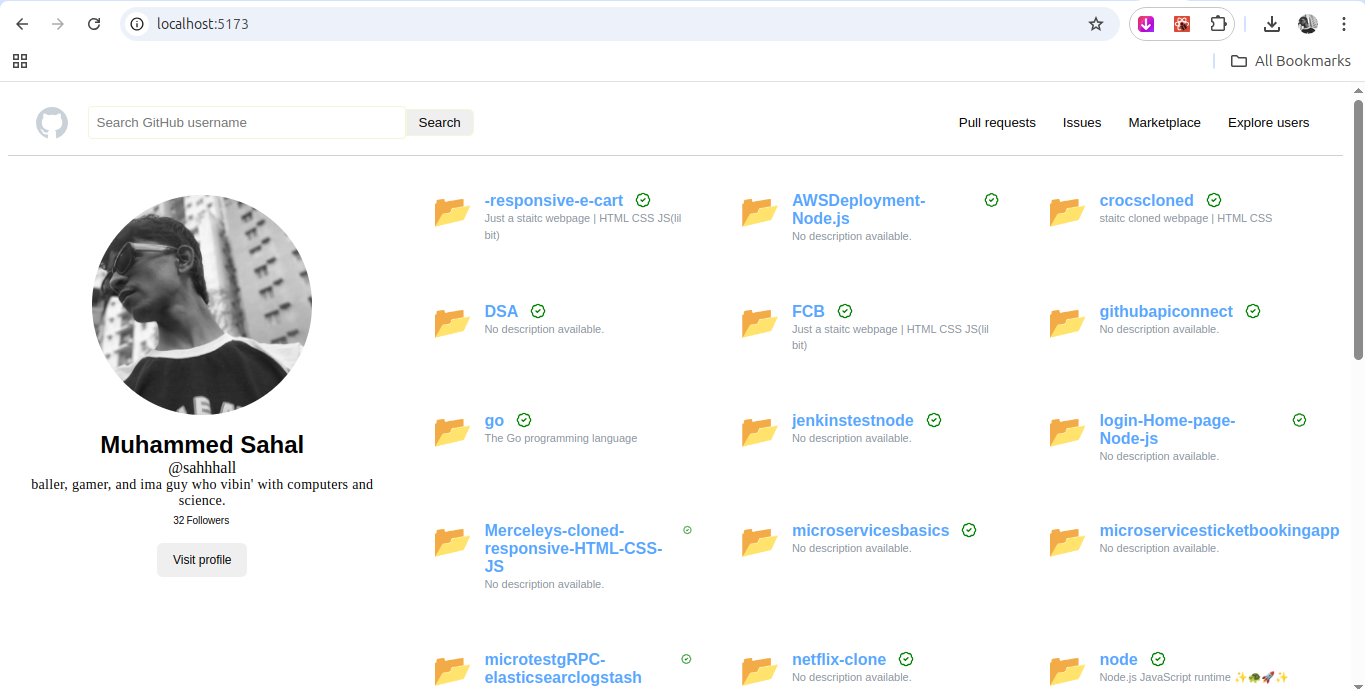 localhost:5173
All Bookmarks
Search GitHub username
Search
Pull requests
Issues
Marketplace
Explore users
Muhammed Sahal
@sahhhall
baller, gamer, and ima guy who vibin' with computers and
science.
32 Followers
Visit profile
-responsive-e-cart
Just a staitc webpage | HTML CSS JS(lil
bit)
AWSDeployment-
Node.js
No description available.
crocscloned
staitc cloned webpage | HTML CSS
DSA
No description available.
FCB
Just a staitc webpage | HTML CSS JS(lil
bit)
githubapiconnect
No description available.
go
The Go programming language
jenkinstestnode
No description available.
login-Home-page-
Node-js
No description available.
Merceleys-cloned-
responsive-HTML-CSS-
JS
No description available.
microservicesbasics
No description available.
microservicesticketbookingapp
No description available.
microtestgRPC-
elasticsearclogstash
netflix-clone
No description available.
node
Node.js JavaScript runtime ✨🐢🚀✨